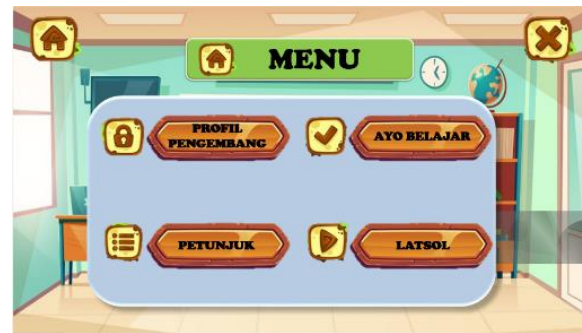 MENU
PROFIL
PENGEMBANG
AYO BELAJAR
PETUNJUK
LATSOL